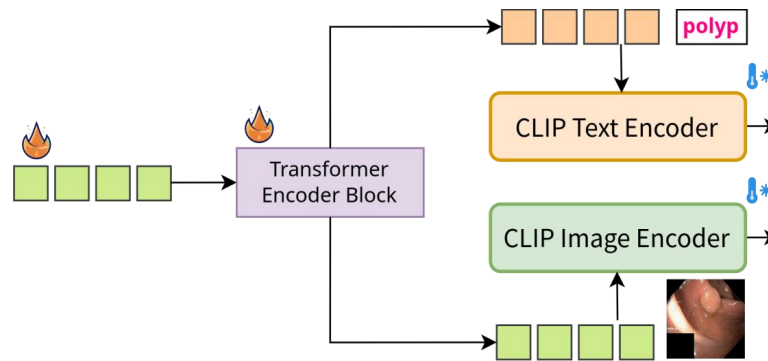 polyp
CLIP Text Encoder
Transformer
Encoder Block
CLIP Image Encoder